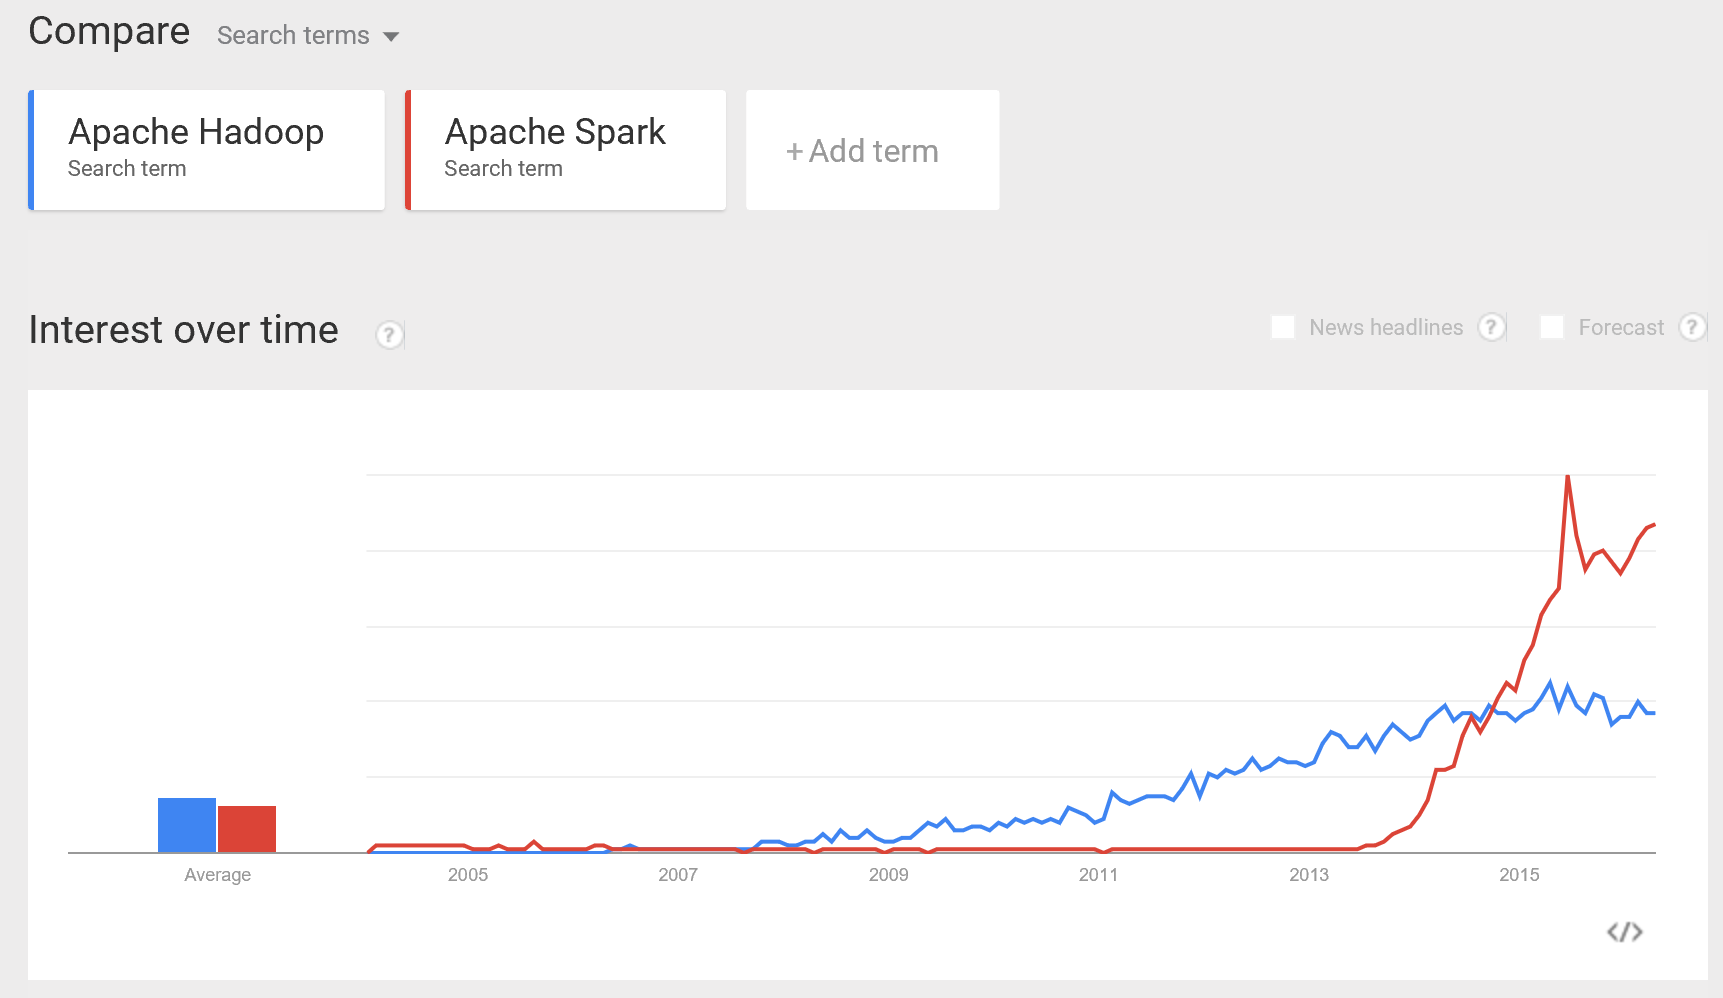 Compare Search terms
Apache Hadoop
Search term
Apache Spark
Search term
+ Add term
Interest over time ?
News headlines ?
Forecast ?
Average
2005
2007
2009
2011
2013
2015
</>